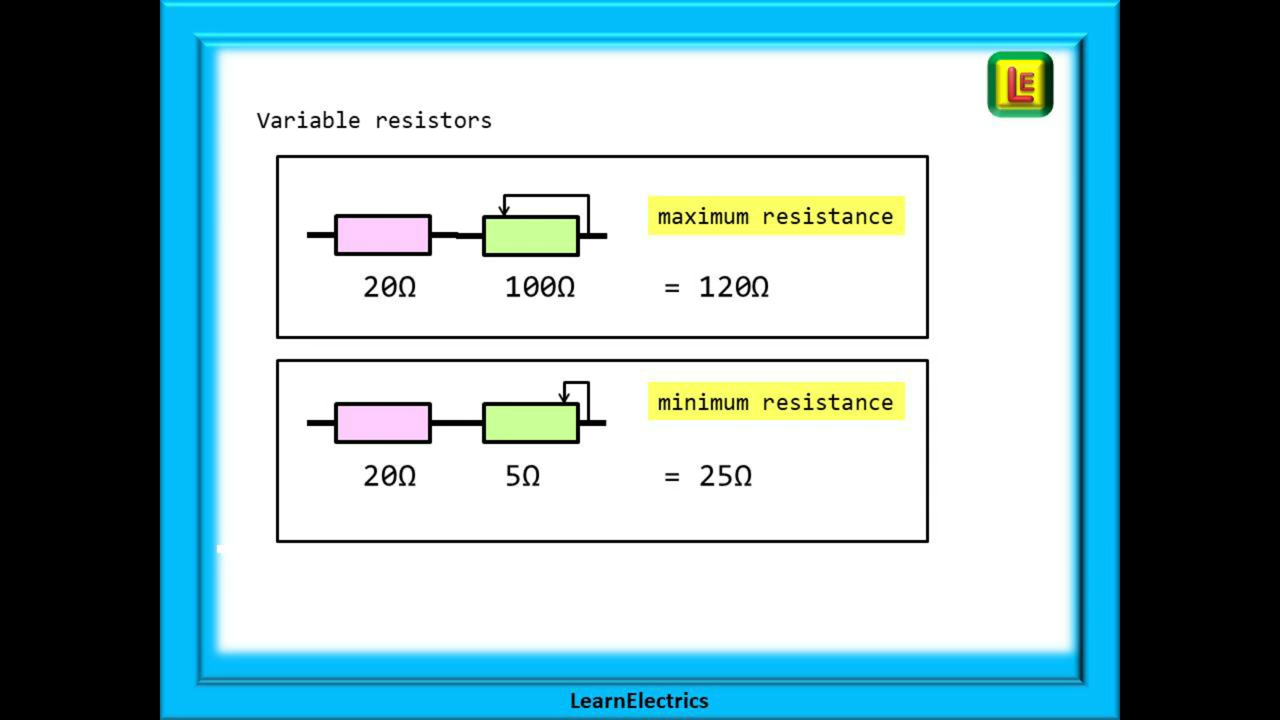 LE
Variable resistors
maximum resistance
20Ω 100Ω = 120Ω
minimum resistance
20Ω 5Ω = 25Ω
LearnElectrics